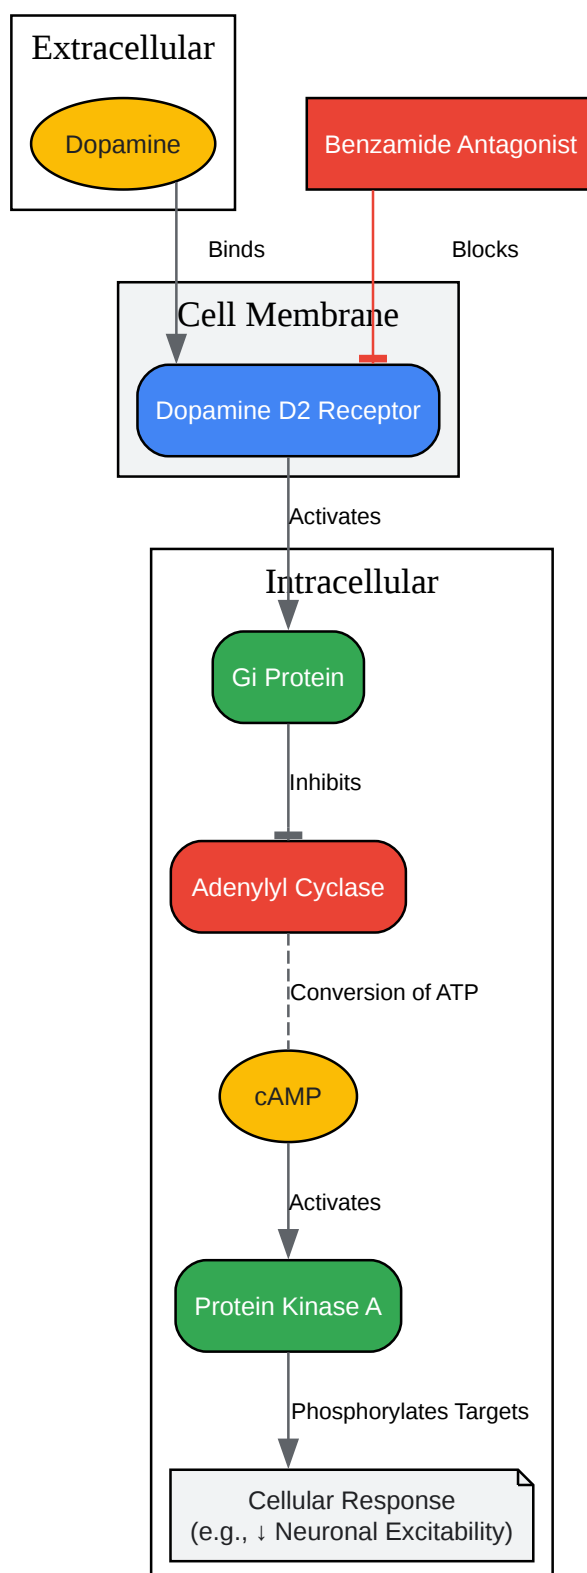 Extracellular
Dopamine
Benzamide Antagonist
Binds
Blocks
Cell Membrane
Dopamine D2 Receptor
Activates
Intracellular
Gi Protein
Inhibits
Adenylyl Cyclase
Conversion of ATP
cAMP
Activates
Protein Kinase A
Phosphorylates Targets
Cellular Response
(e.g., ↓ Neuronal Excitability)